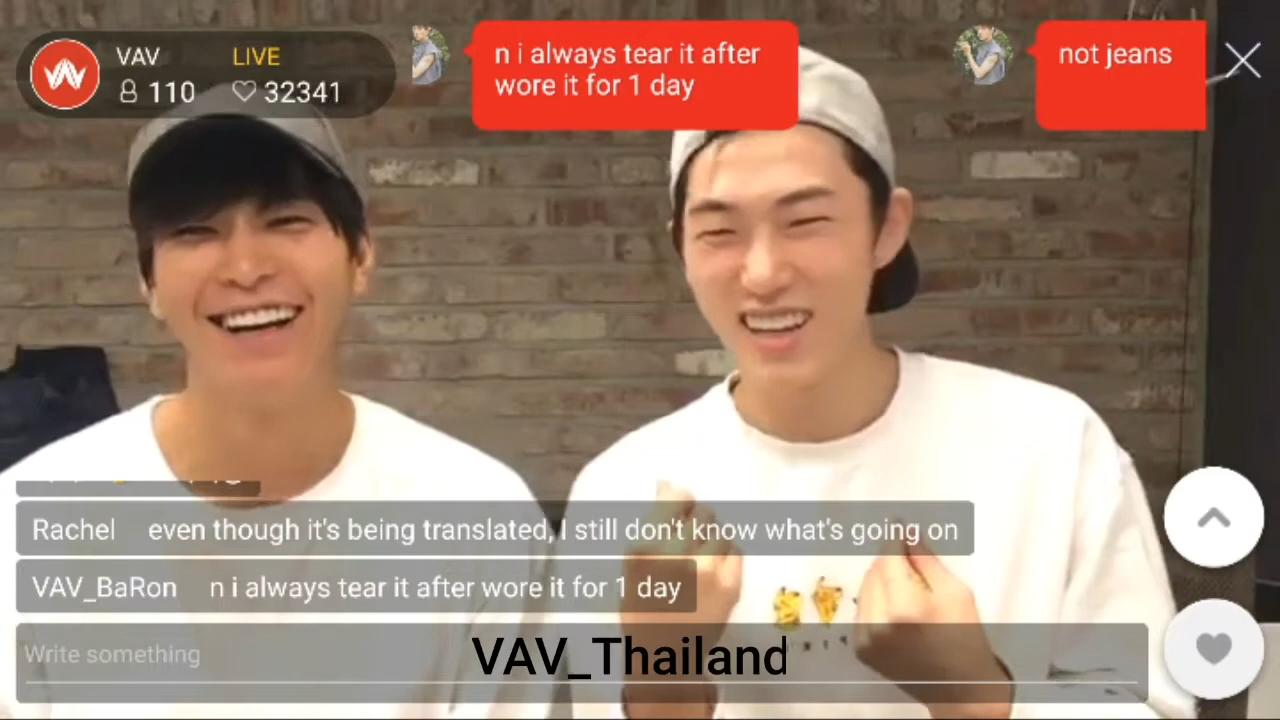 VAV LIVE
110 32341
n i always tear it after
wore it for 1 day
not jeans
Rachel even though it's being translated, I still don't know what's going on
VAV_BaRon n i always tear it after wore it for 1 day
Write something
VAV_Thailand